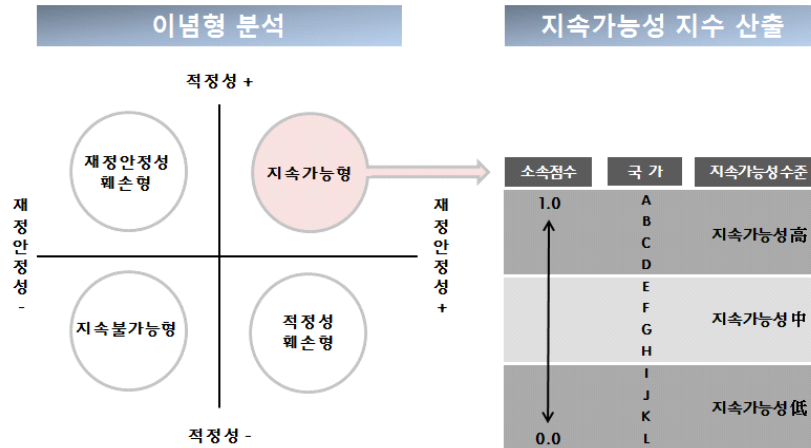 이념형 분석
적정성 +
재정안정성
훼손형
지속가능형
재정안정성 -
재정안정성 +
지속불가능형
적정성
훼손형
적정성 -
지속가능성 지수 산출
소속점수 국 가 지속가능성수준
1.0
A
B
C
D
지속가능성高
E
F
G
H
지속가능성中
I
J
K
L
지속가능성低
0.0